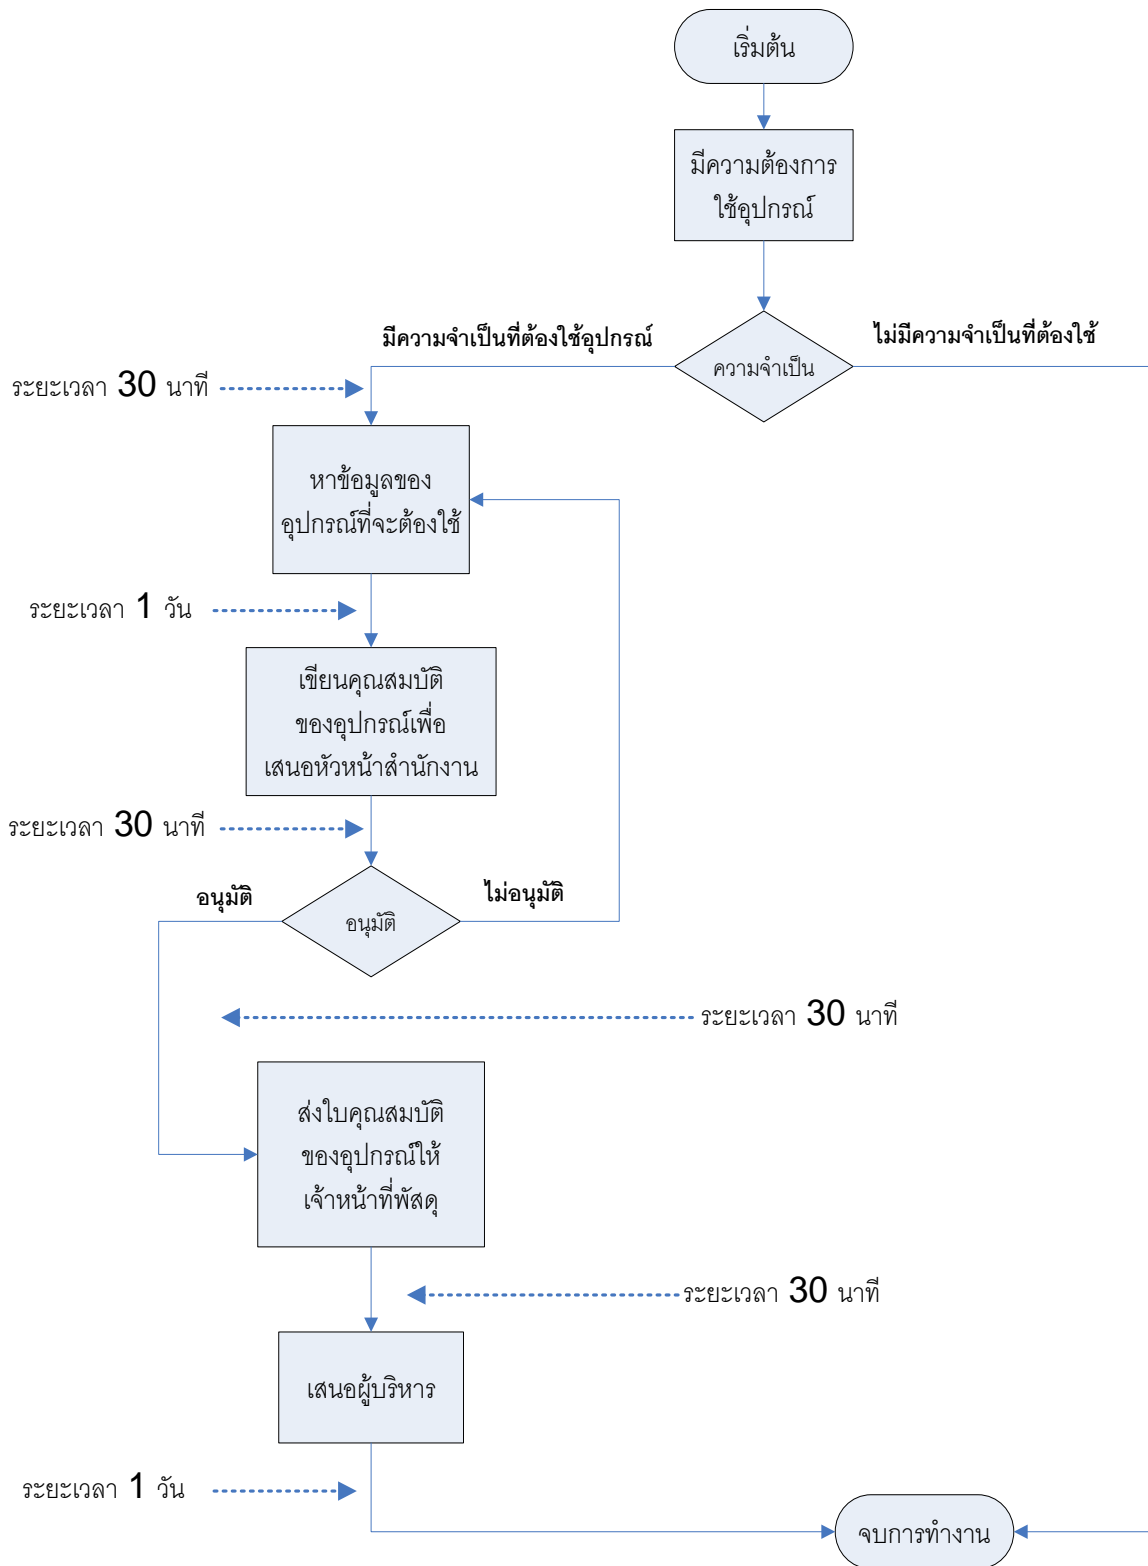 เริ่มต้น
มีความต้องการ
ใช้อุปกรณ์
มีความจำเป็นที่ต้องใช้อุปกรณ์
ไม่มีความจำเป็นที่ต้องใช้
ความจำเป็น
ระยะเวลา 30 นาที
หาข้อมูลของ
อุปกรณ์ที่จะต้องใช้
ระยะเวลา 1 วัน
เขียนคุณสมบัติ
ของอุปกรณ์เพื่อ
เสนอหัวหน้าสำนักงาน
ระยะเวลา 30 นาที
อนุมัติ
ไม่อนุมัติ
อนุมัติ
ระยะเวลา 30 นาที
ส่งใบคุณสมบัติ
ของอุปกรณ์ให้
เจ้าหน้าที่พัสดุ
ระยะเวลา 30 นาที
เสนอผู้บริหาร
ระยะเวลา 1 วัน
จบการทำงาน